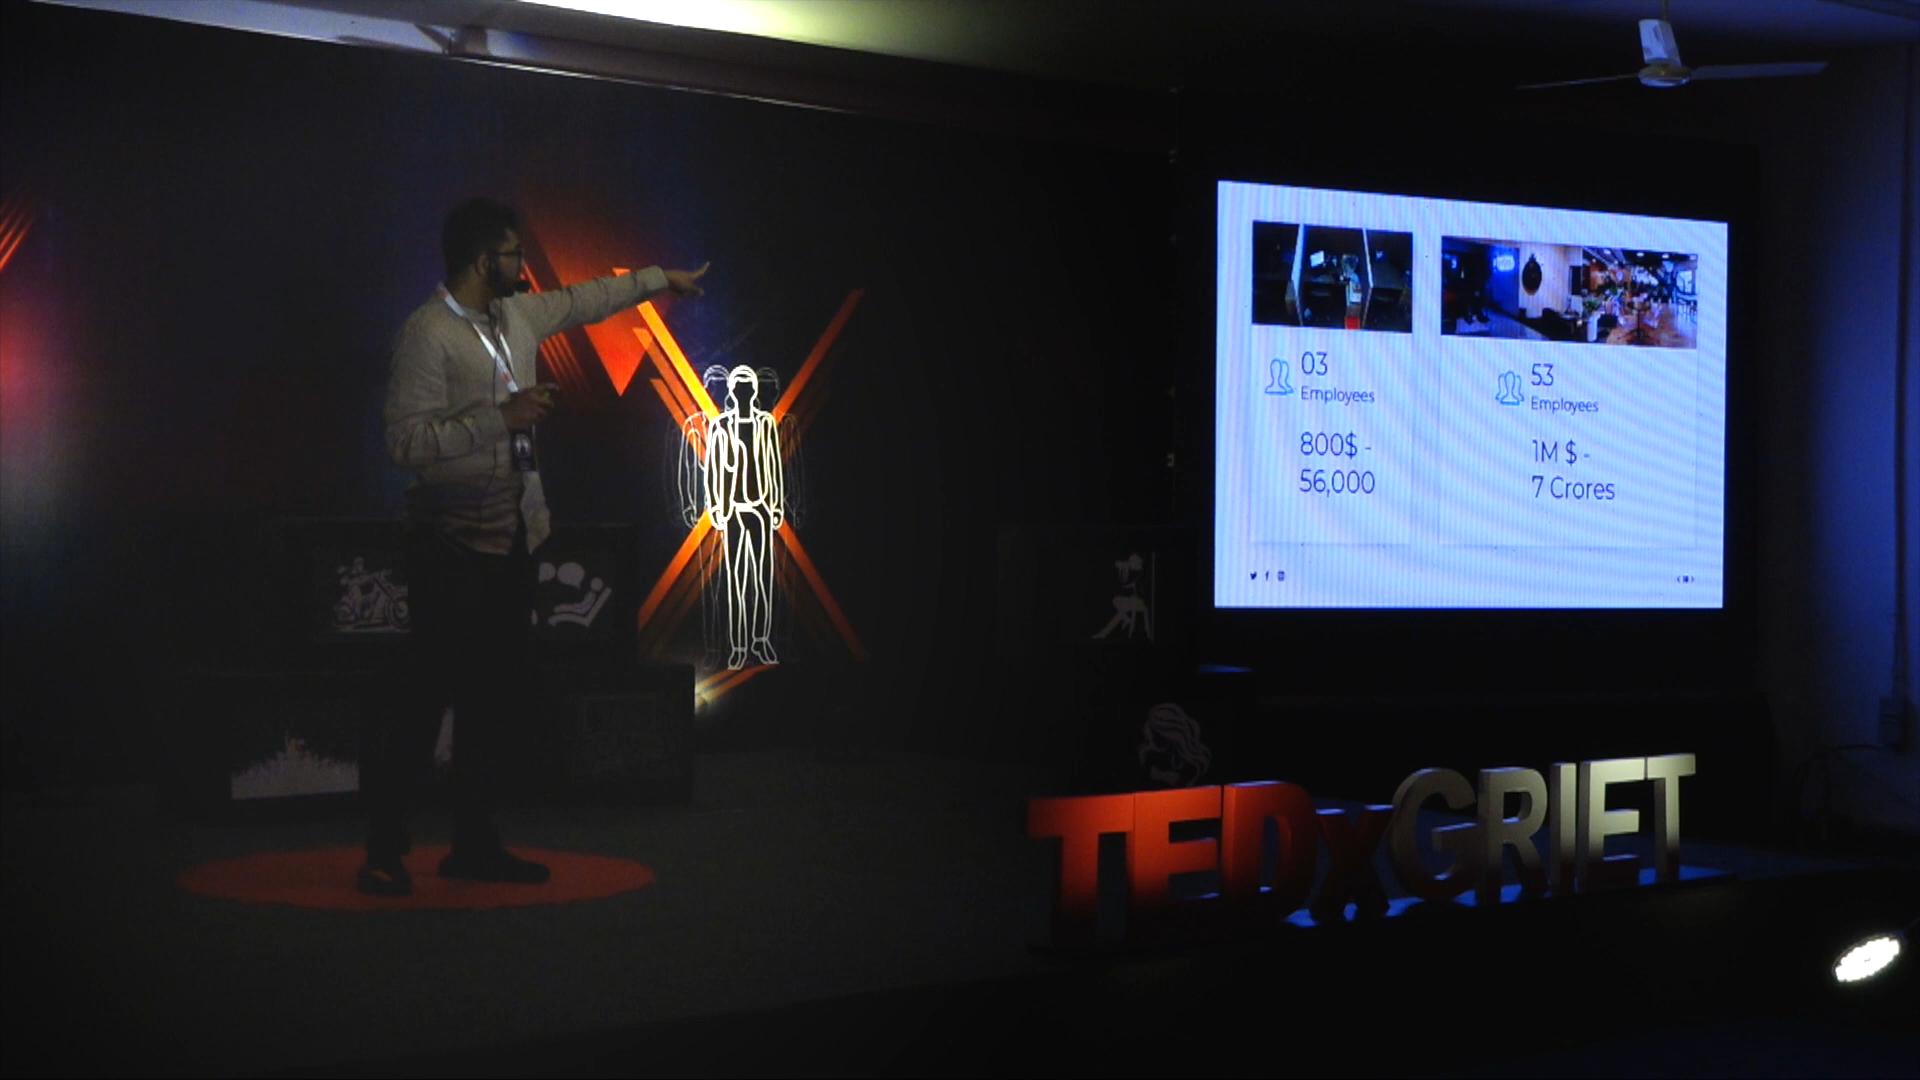 03
Employees
800$ -
56,000
53
Employees
1M $ -
7 Crores
TEDxGRIET